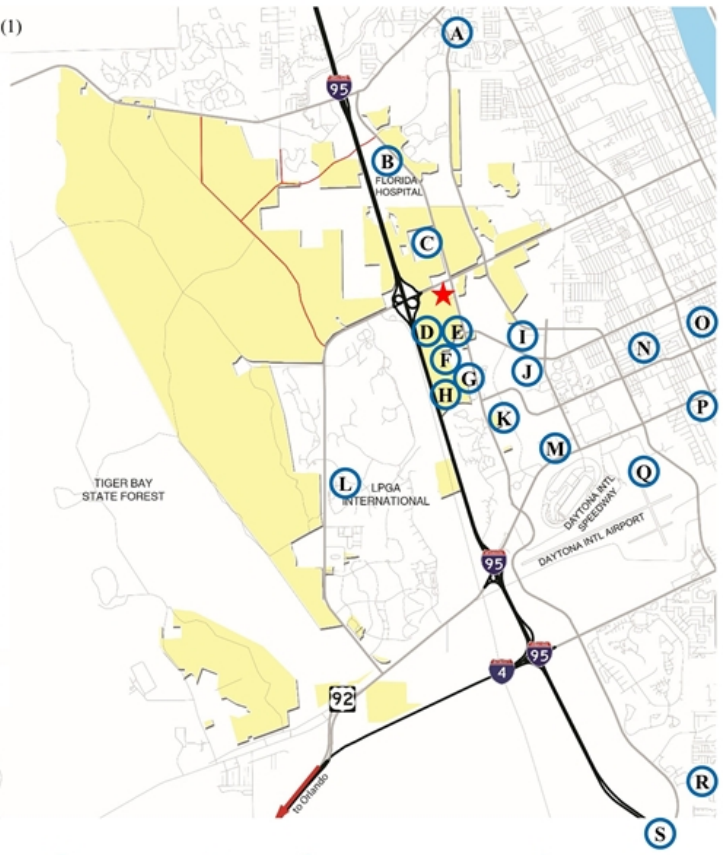 (1)
A
95
B
FLORIDA
HOSPITAL
C
D
E
I
O
N
F
J
G
H
P
K
M
Q
L
LPGA
INTERNATIONAL
TIGER BAY
STATE FOREST
DAYTONA INTL
SPEEDWAY
DAYTONA INTL AIRPORT
95
95
4
92
to Orlando
R
S